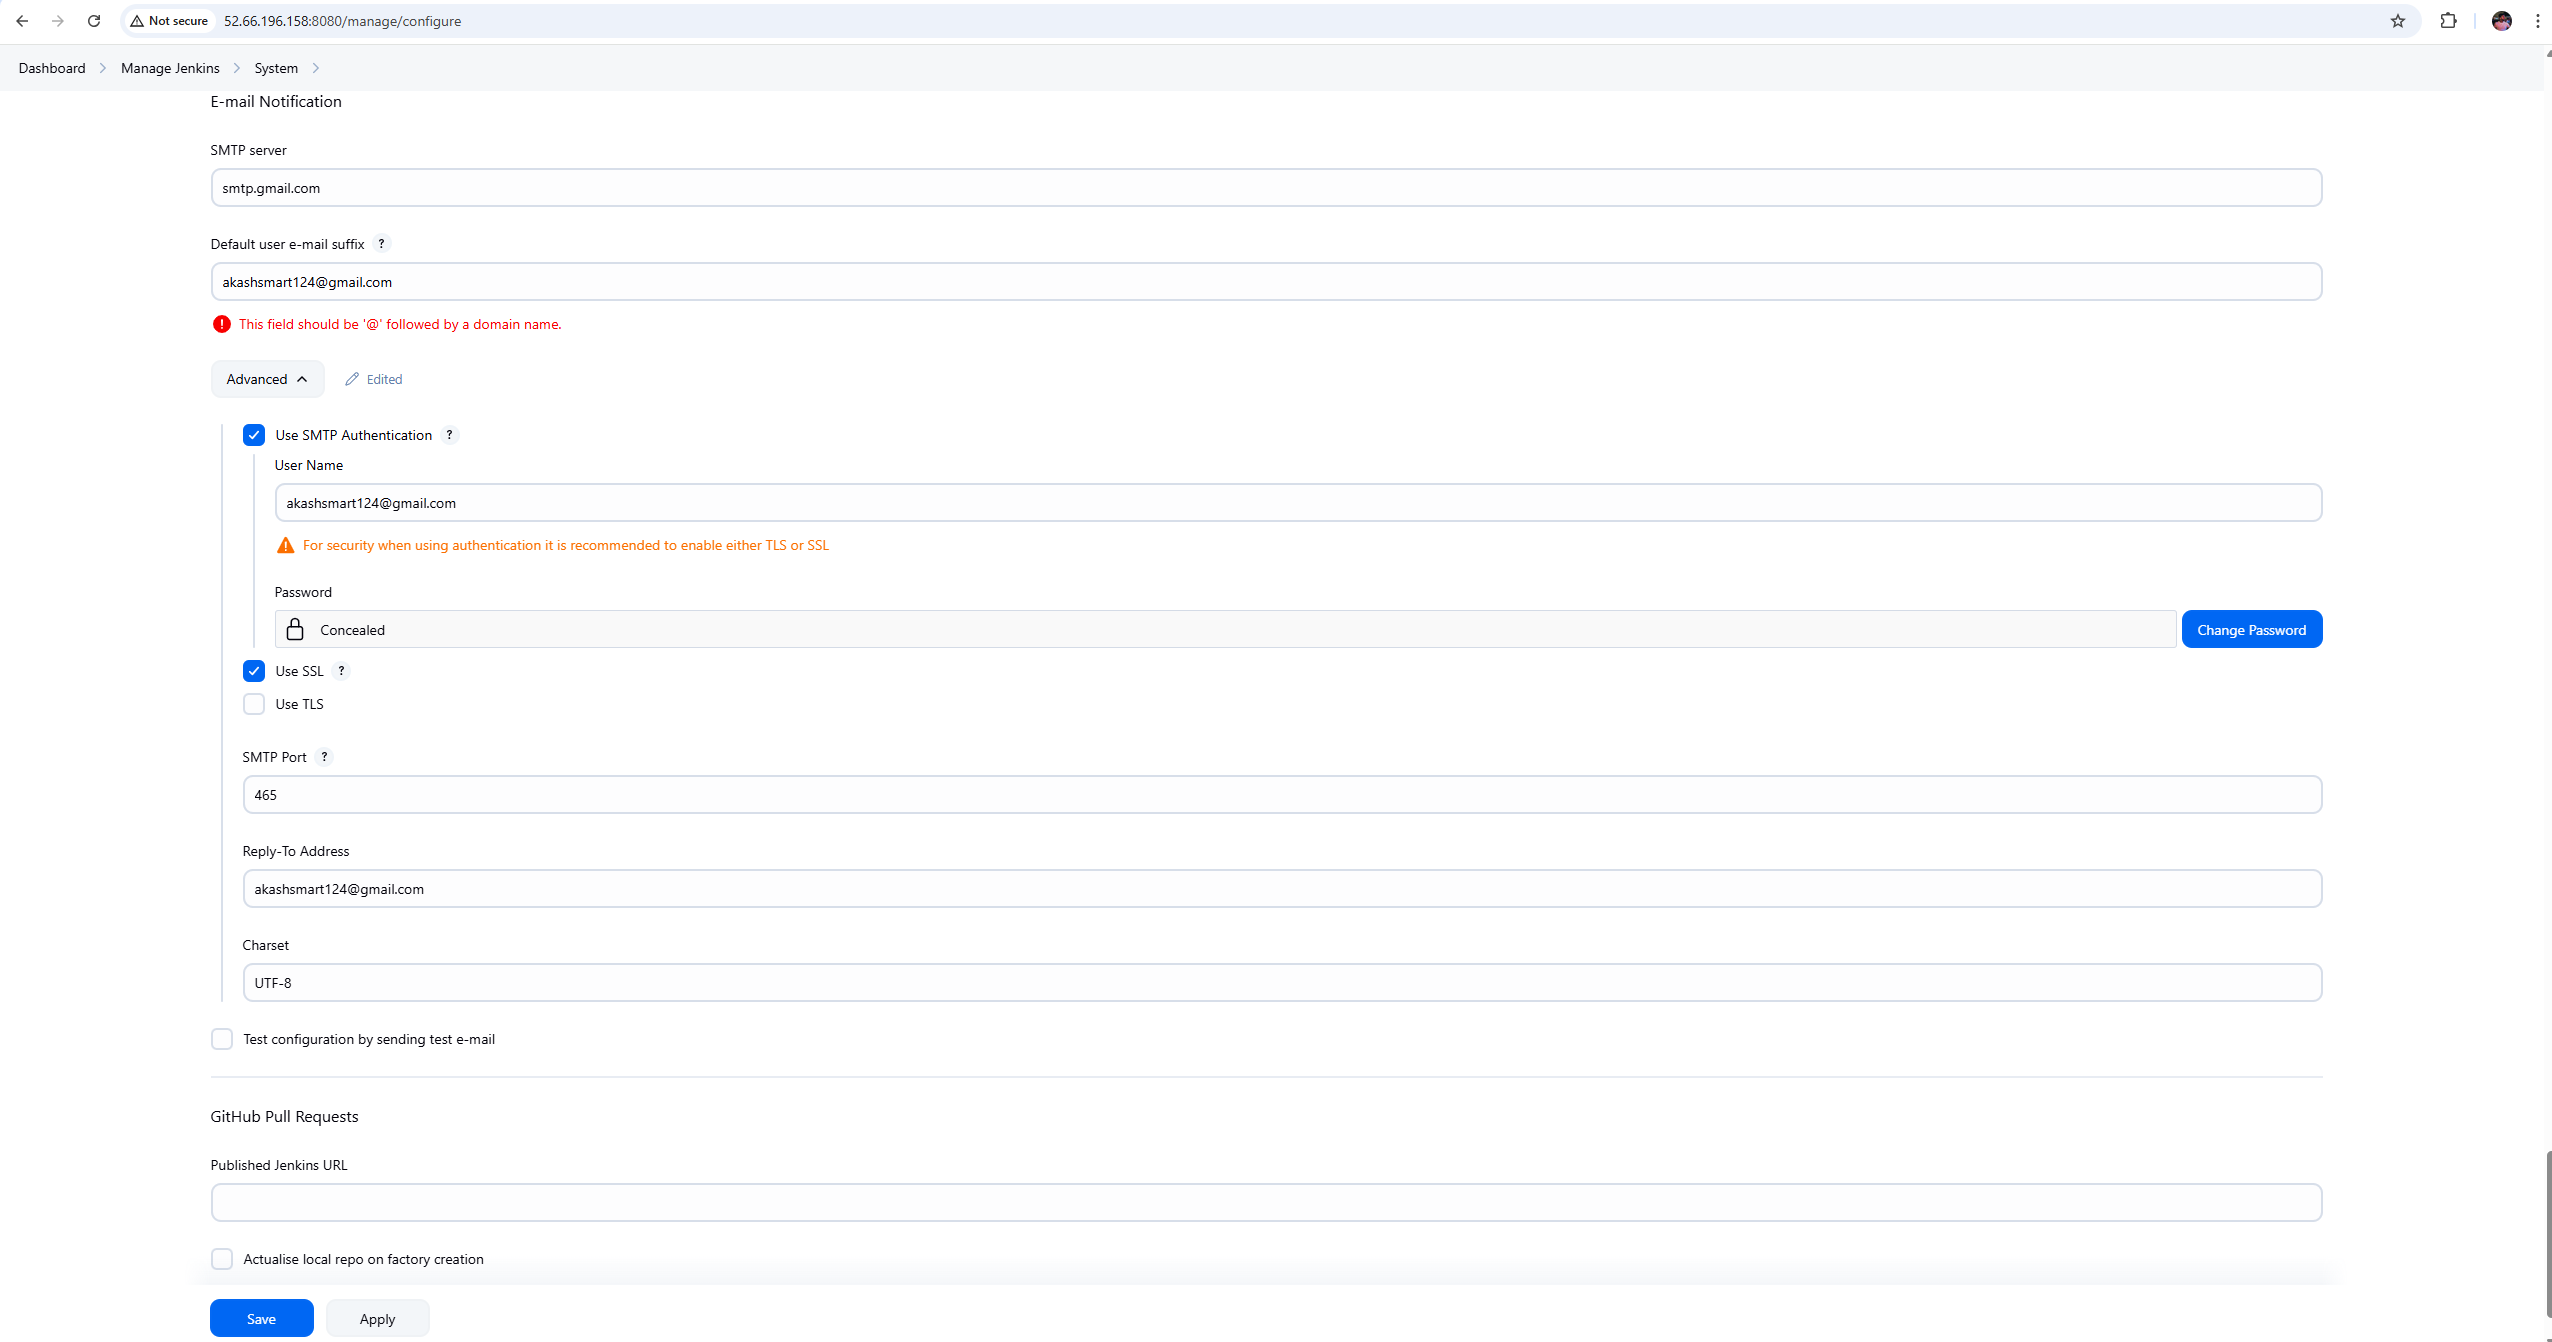 Not secure 52.66.196.158:8080/manage/configure
Dashboard Manage Jenkins System
E-mail Notification
SMTP server
smtp.gmail.com
Default user e-mail suffix ?
akashsmart124@gmail.com
! This field should be '@' followed by a domain name.
Advanced Edited
Use SMTP Authentication ?
User Name
akashsmart124@gmail.com
For security when using authentication it is recommended to enable either TLS or SSL
Password
Concealed Change Password
Use SSL ?
Use TLS
SMTP Port ?
465
Reply-To Address
akashsmart124@gmail.com
Charset
UTF-8
Test configuration by sending test e-mail
GitHub Pull Requests
Published Jenkins URL
Actualise local repo on factory creation
Save Apply